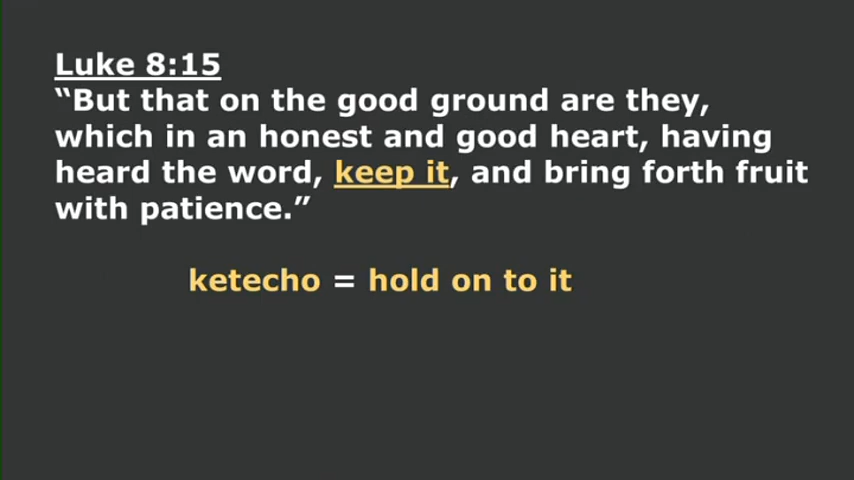 Luke 8:15
“But that on the good ground are they,
which in an honest and good heart, having
heard the word, keep it, and bring forth fruit
with patience.”
ketecho = hold on to it